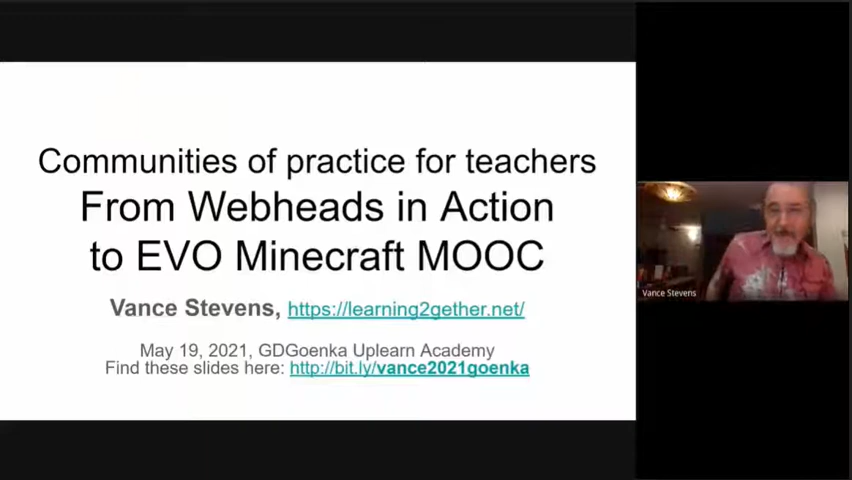 Communities of practice for teachers
From Webheads in Action
to EVO Minecraft MOOC
Vance Stevens, https://learning2gether.net/
May 19, 2021, GDGoenka Uplearn Academy
Find these slides here: http://bit.ly/vance2021goenka
Vance Stevens